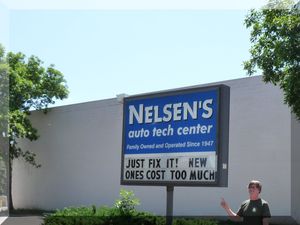 NELSEN'S
auto tech center
Family Owned and Operated Since 1947
JUST FIX IT! NEW
ONES COST TOO MUCH